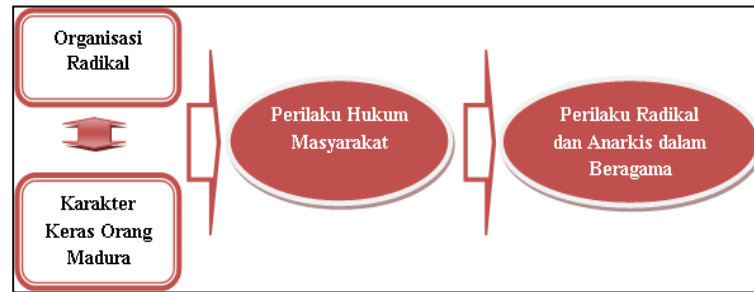 Organisasi
Radikal
Karakter
Keras Orang
Madura
Perilaku Hukum
Masyarakat
Perilaku Radikal
dan Anarkis dalam
Beragama